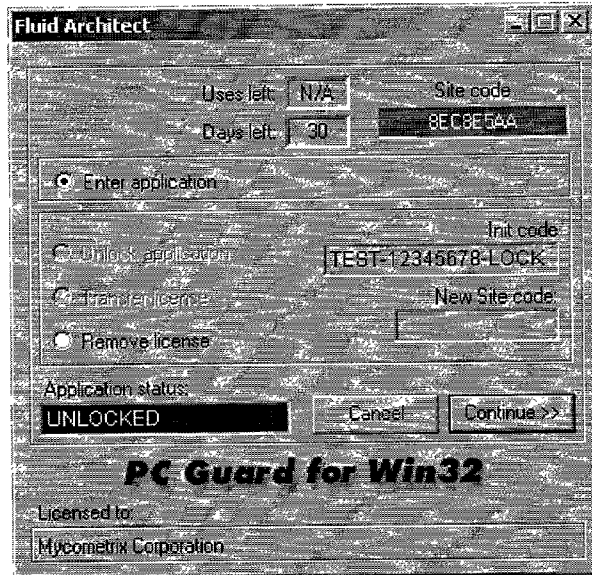 Fluid Architect
Uses left: N/A
Site code
Days left: 30
8EC8E5AA
Enter application
Init code
Unlock application
TEST-12345678-LOCK
Transfer license
New Site code:
Remove license
Application status:
UNLOCKED
Cancel
Continue >>
PC Guard for Win32
Licensed to:
Mycometrix Corporation